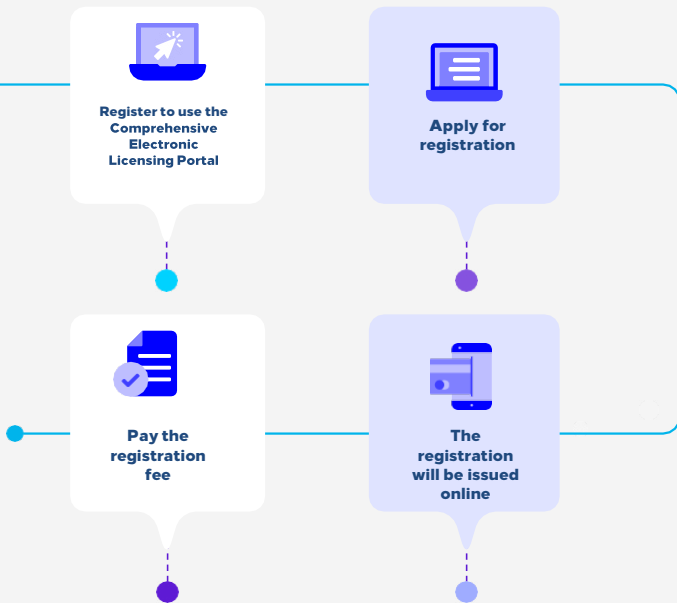 Register to use the
Comprehensive
Electronic
Licensing Portal
Apply for
registration
Pay the
registration
fee
The
registration
will be issued
online